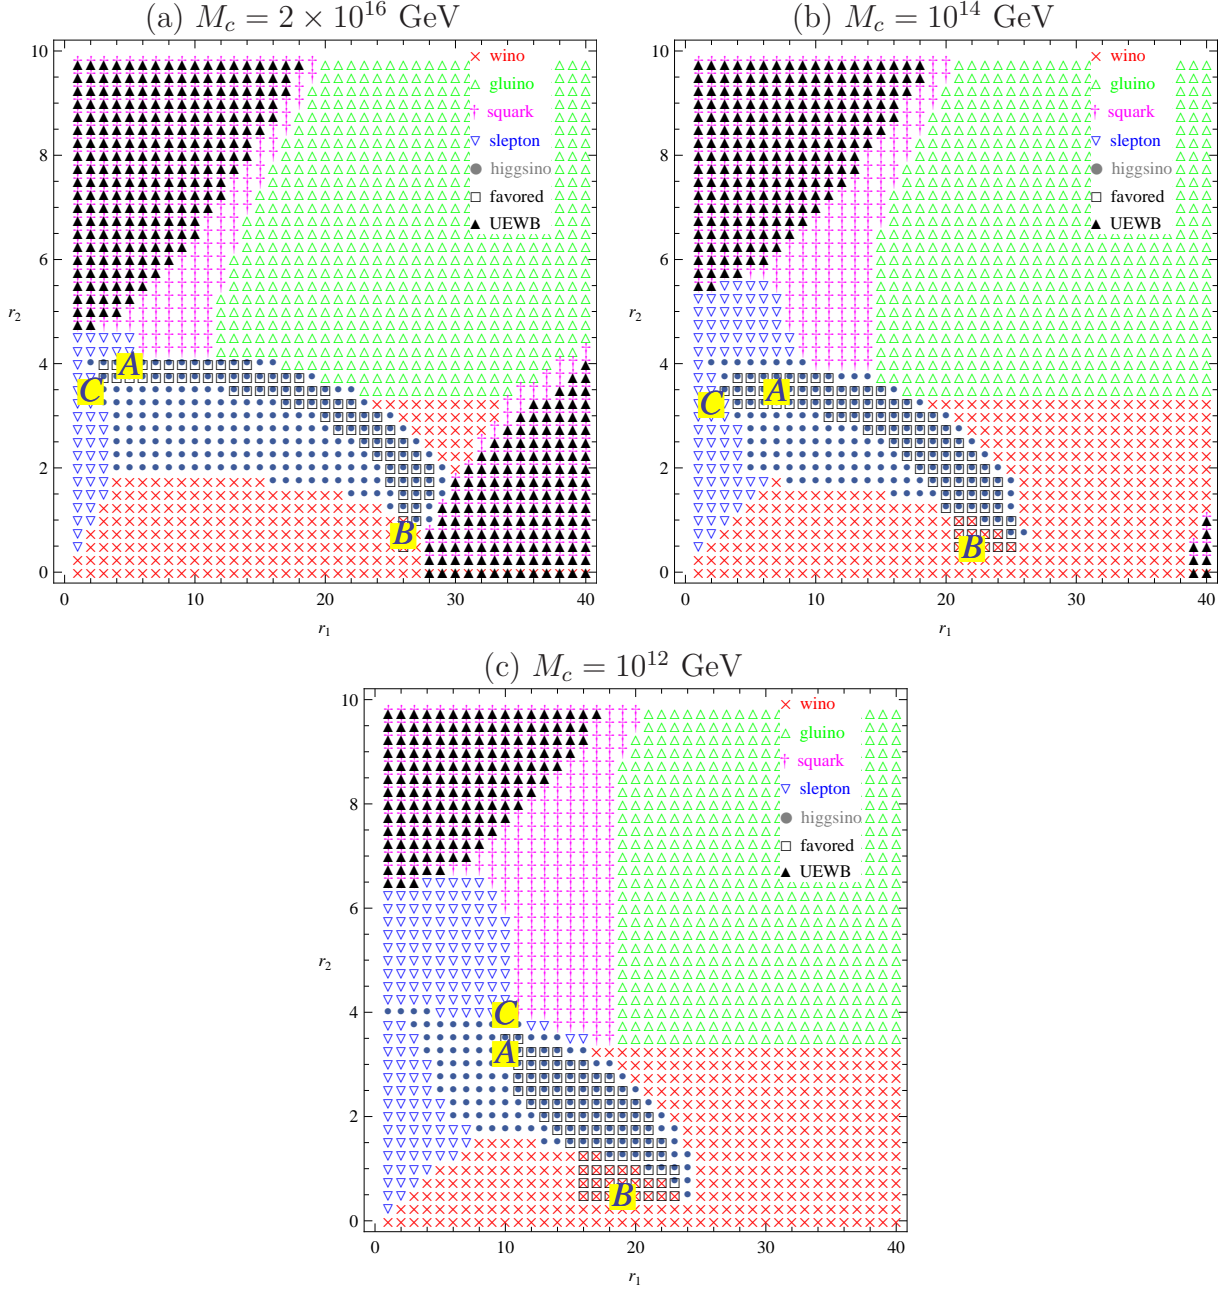 (a) M_c = 2 × 10^16 GeV
(b) M_c = 10^14 GeV
10
8
6
4
2
0
r_2
0
10
20
30
40
r_1
× wino
△ gluino
† squark
▽ slepton
● higgsino
□ favored
▲ UEWB
A
C
B
10
8
6
4
2
0
r_2
0
10
20
30
40
r_1
× wino
△ gluino
† squark
▽ slepton
● higgsino
□ favored
▲ UEWB
A
C
B
(c) M_c = 10^12 GeV
10
8
6
4
2
0
r_2
0
10
20
30
40
r_1
× wino
△ gluino
† squark
▽ slepton
● higgsino
□ favored
▲ UEWB
C
A
B